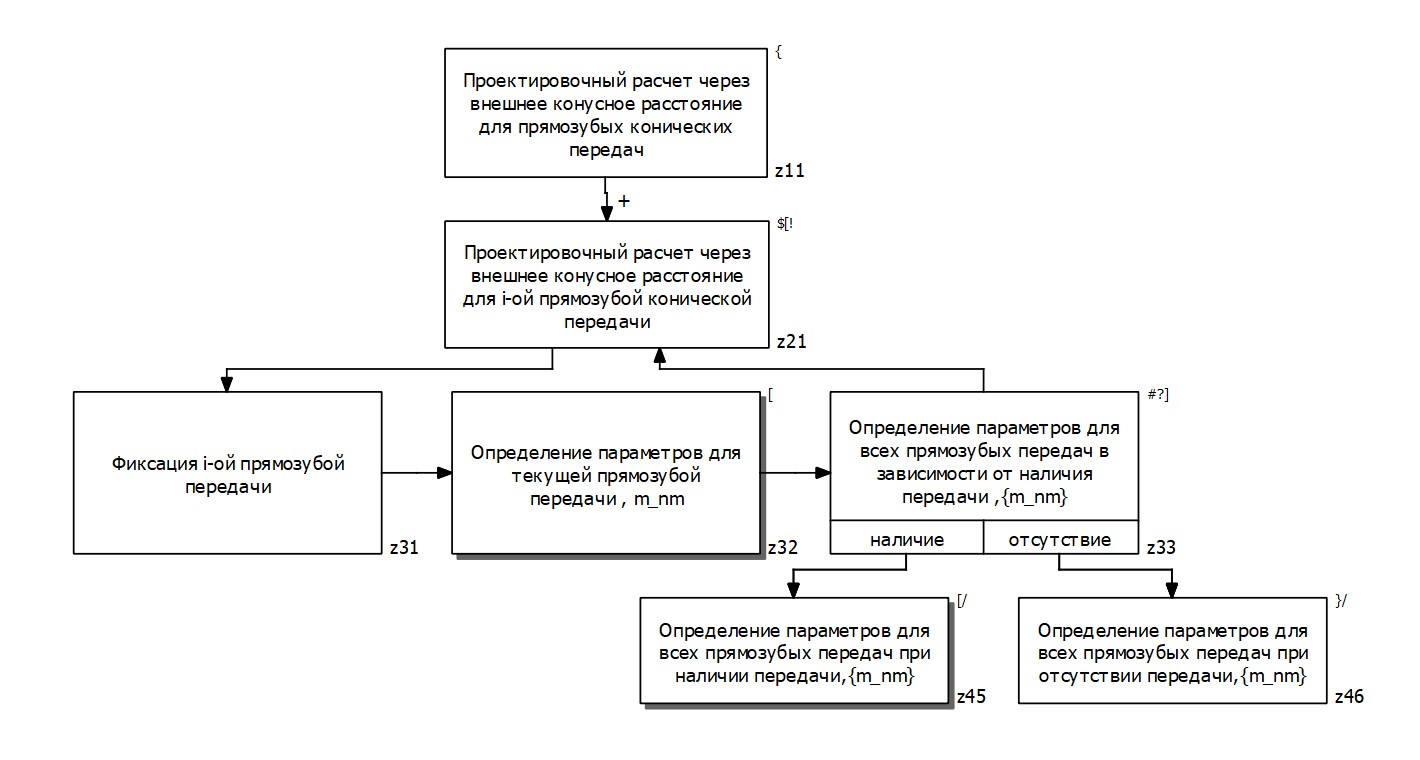 {
Проектировочный расчет через
внешнее конусное расстояние
для прямозубых конических
передач
z11
+
$[!
Проектировочный расчет через
внешнее конусное расстояние
для i-ой прямозубой конической
передачи
z21
Фиксация i-ой прямозубой
передачи
z31
[
Определение параметров для
текущей прямозубой
передачи , m_nm
z32
#?]
Определение параметров для
всех прямозубых передач в
зависимости от наличия
передачи ,{m_nm}
наличие
отсутствие
z33
[/
Определение параметров для
всех прямозубых передач при
наличии передачи,{m_nm}
z45
}/
Определение параметров для
всех прямозубых передач при
отсутствии передачи,{m_nm}
z46